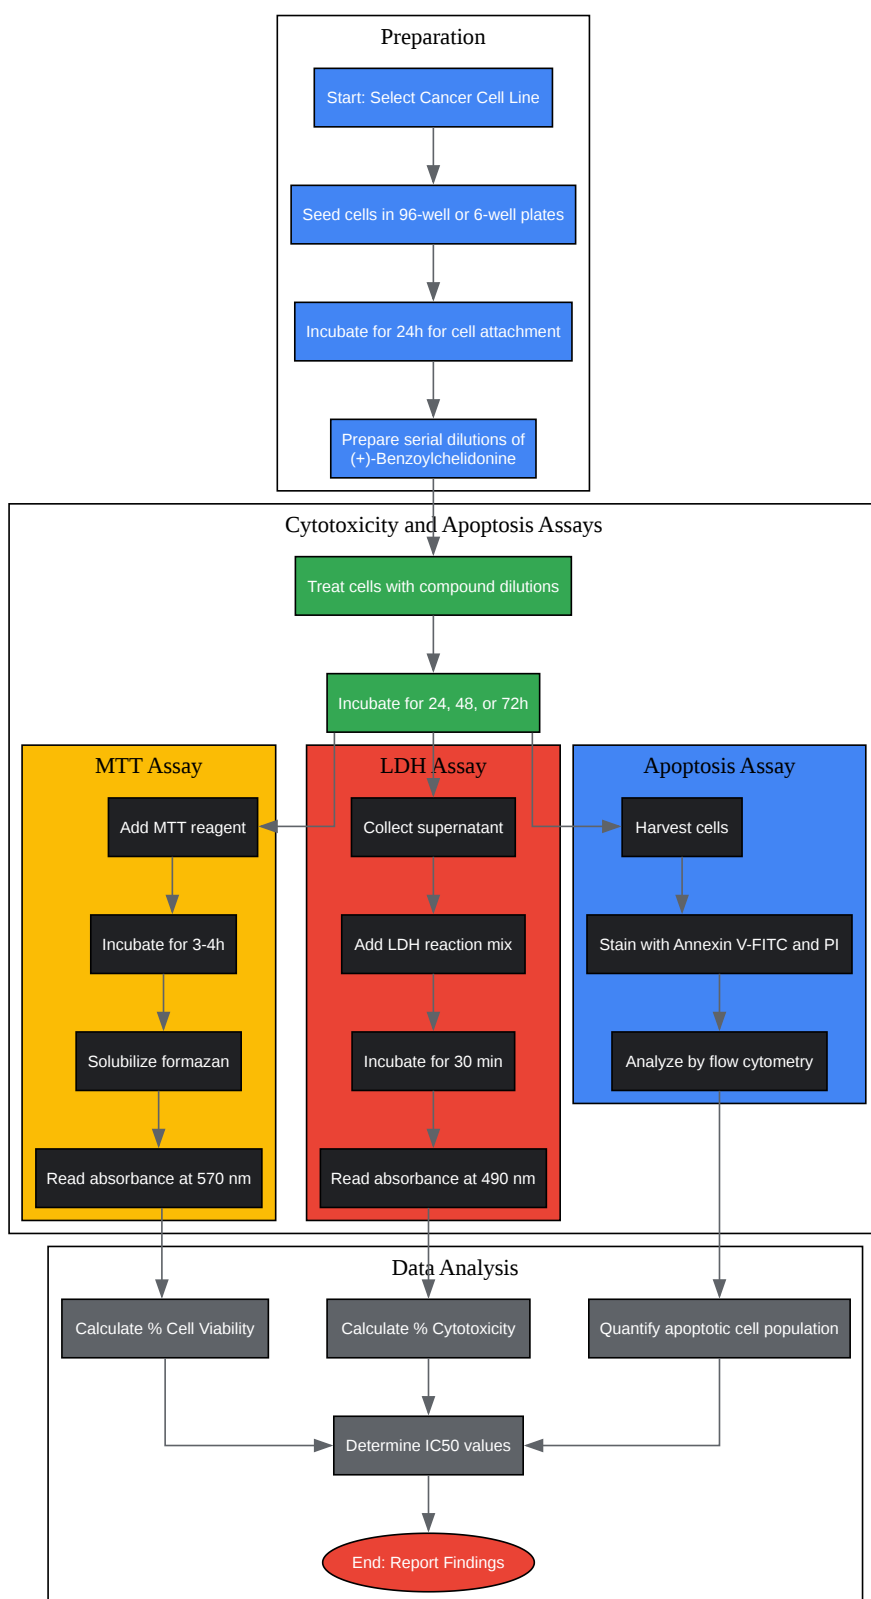 Preparation
Start: Select Cancer Cell Line
Seed cells in 96-well or 6-well plates
Incubate for 24h for cell attachment
Prepare serial dilutions of
(+)-Benzoylchelidonine
Cytotoxicity and Apoptosis Assays
Treat cells with compound dilutions
Incubate for 24, 48, or 72h
MTT Assay
Add MTT reagent
Incubate for 3-4h
Solubilize formazan
Read absorbance at 570 nm
LDH Assay
Collect supernatant
Add LDH reaction mix
Incubate for 30 min
Read absorbance at 490 nm
Apoptosis Assay
Harvest cells
Stain with Annexin V-FITC and PI
Analyze by flow cytometry
Data Analysis
Calculate % Cell Viability
Calculate % Cytotoxicity
Quantify apoptotic cell population
Determine IC50 values
End: Report Findings